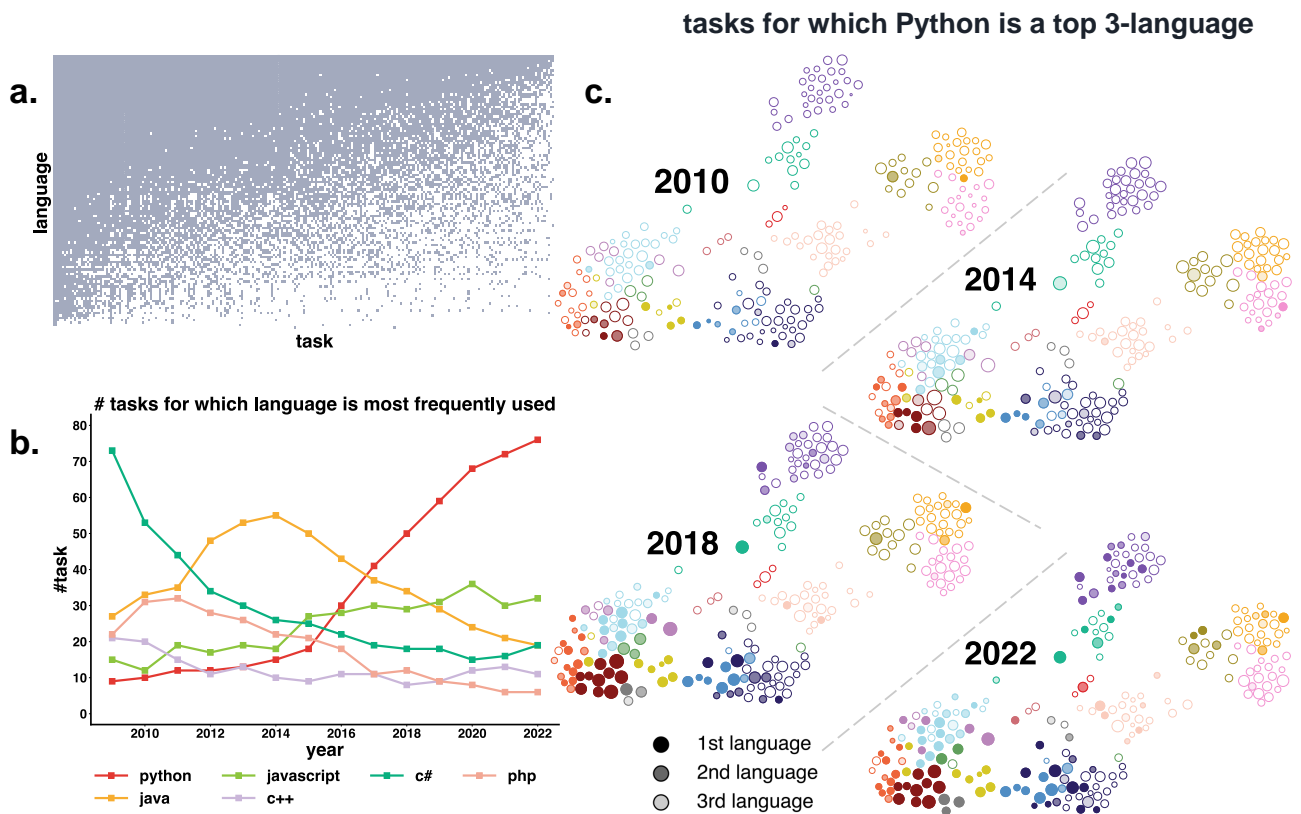 tasks for which Python is a top 3-language
a.
language
task
b.
# tasks for which language is most frequently used
80
70
60
50
40
30
20
10
0
#task
2010 2012 2014 2016 2018 2020 2022
year
python javascript c# php
java c++
c.
2010
2014
2018
2022
1st language
2nd language
3rd language